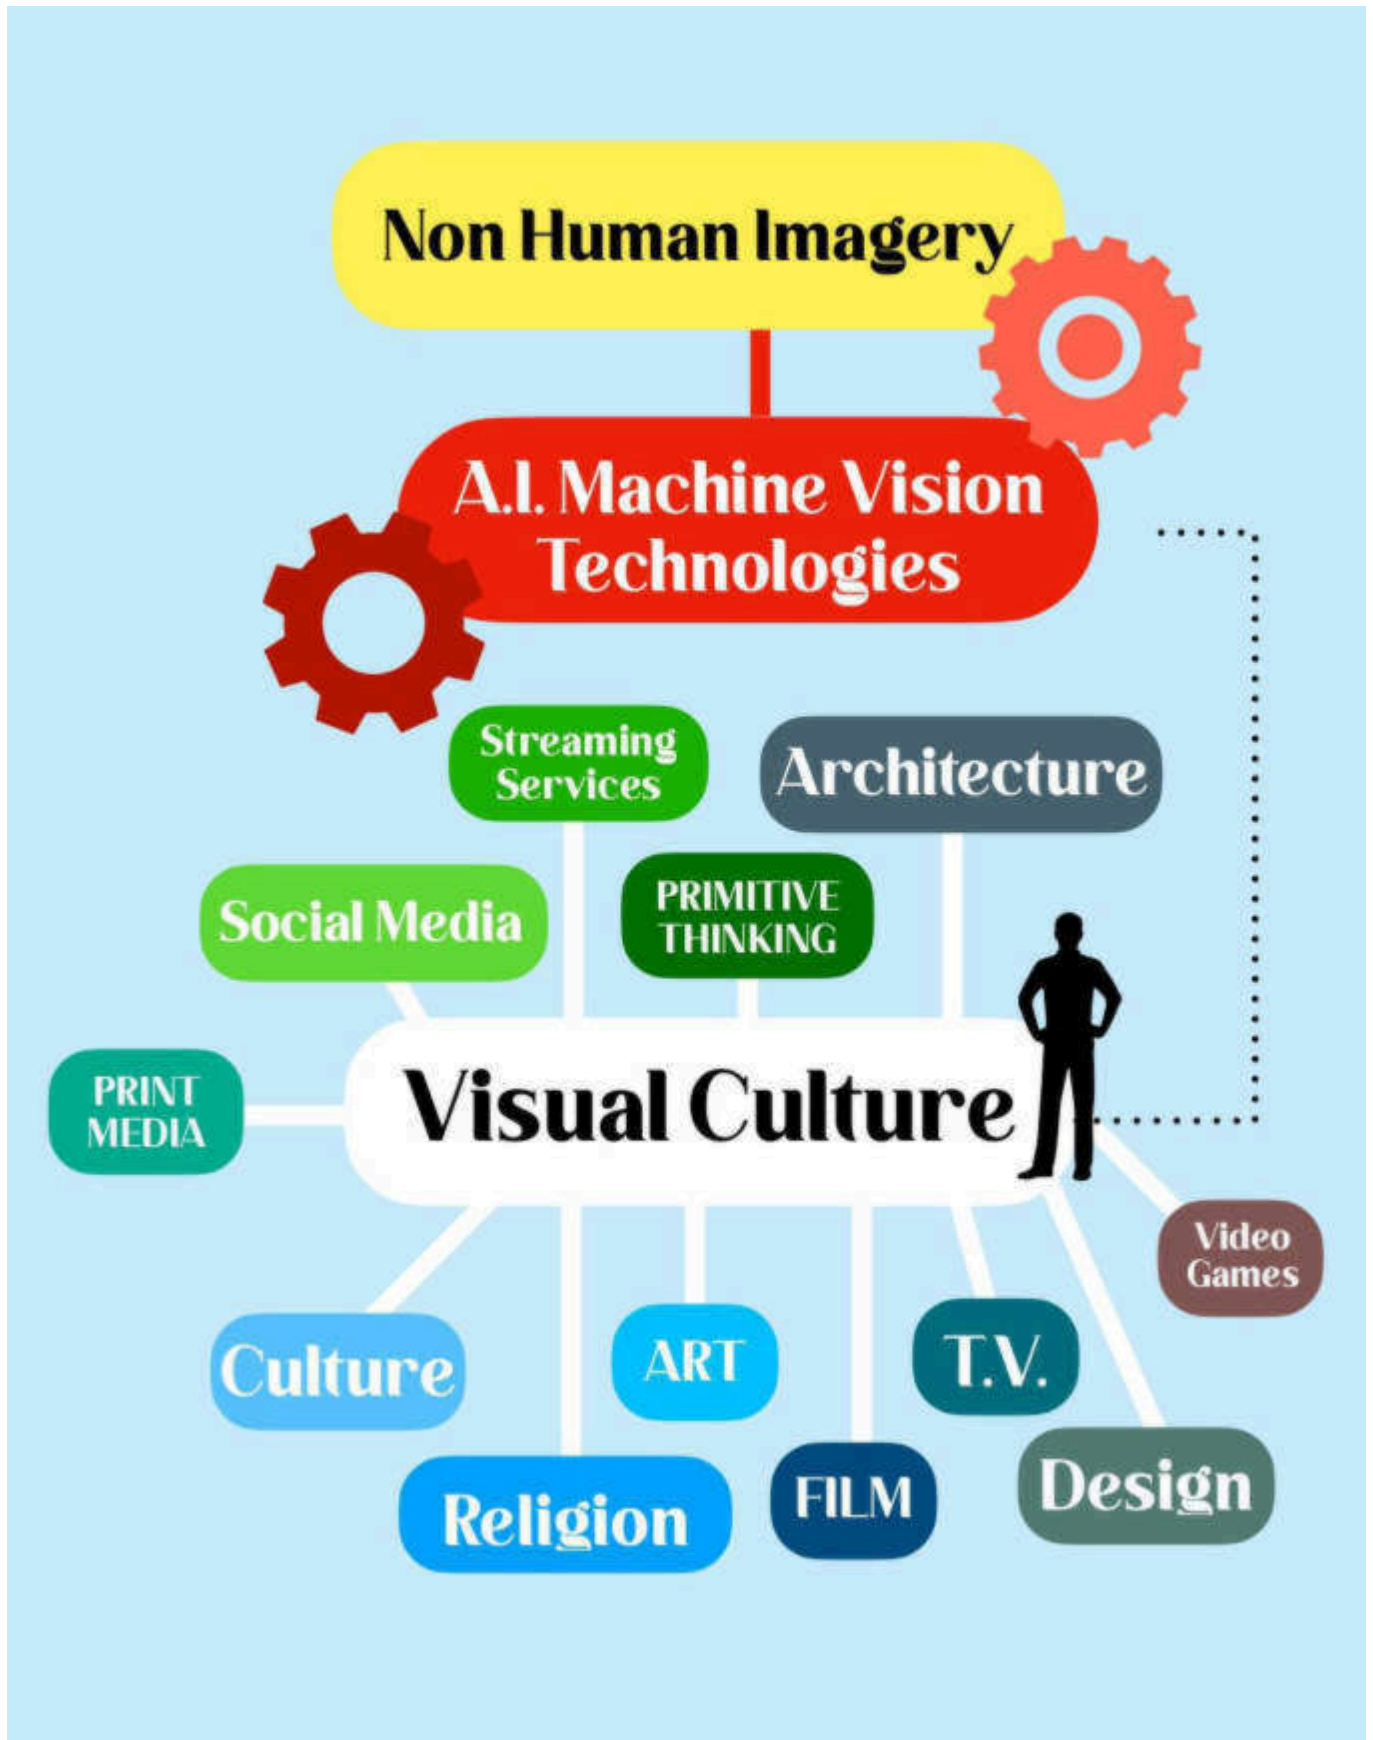 Non Human Imagery
A.I. Machine Vision
Technologies
Streaming
Services
Architecture
Social Media
PRIMITIVE
THINKING
PRINT
MEDIA
Visual Culture
Video
Games
Culture
ART
T.V.
Religion
FILM
Design